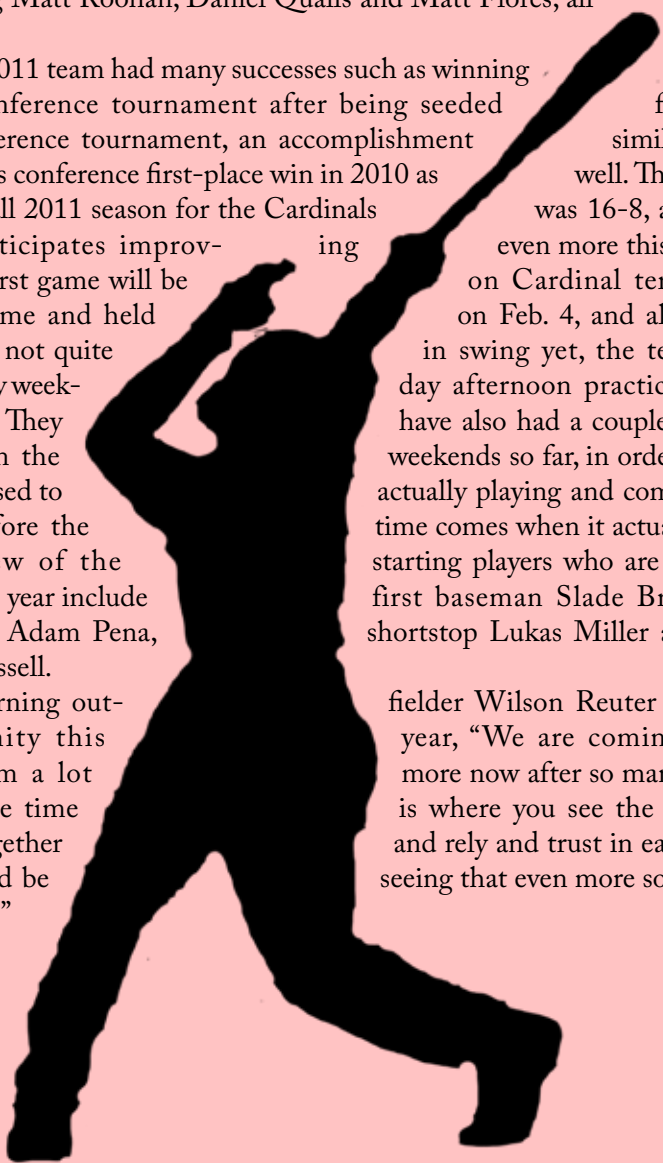 Matt Roonan, Daniel Qualls and Matt Flores, all
011 team had many successes such as winning
nference tournament after being seeded f
erence tournament, an accomplishment simil
s conference first-place win in 2010 as well. Th
ll 2011 season for the Cardinals was 16-8, a
ticipates improv- ing even more this
rst game will be on Cardinal ter
me and held on Feb. 4, and al
not quite in swing yet, the te
y week- day afternoon practic
They have also had a couple
n the weekends so far, in orde
sed to actually playing and com
fore the time comes when it actua
ew of the starting players who are
year include first baseman Slade Br
Adam Pena, shortstop Lukas Miller a
ssell.
rning out- fielder Wilson Reuter
nity this year, “We are comin
m a lot more now after so man
e time is where you see the
gether and rely and trust in ea
d be seeing that even more so
”